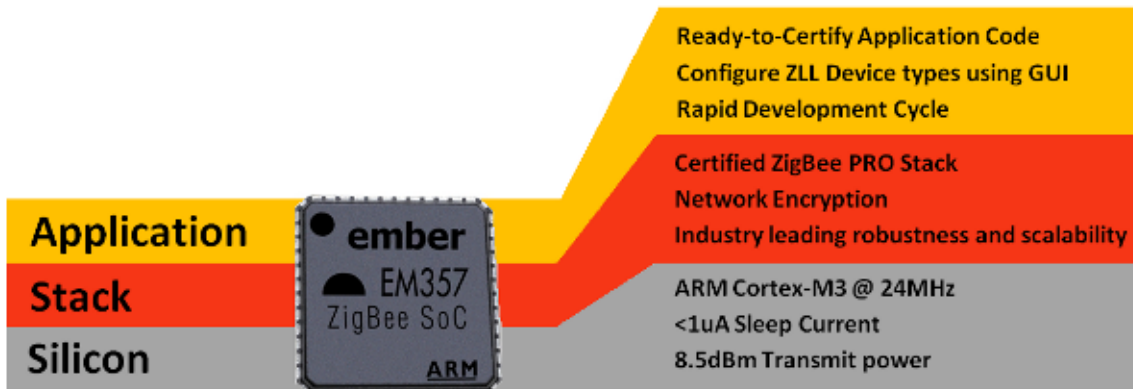 Ready-to-Certify Application Code
Configure ZLL Device types using GUI
Rapid Development Cycle
Certified ZigBee PRO Stack
Network Encryption
Industry leading robustness and scalability
ARM Cortex-M3 @ 24MHz
<1uA Sleep Current
8.5dBm Transmit power
Application
Stack
Silicon
ember
EM357
ZigBee SoC
ARM